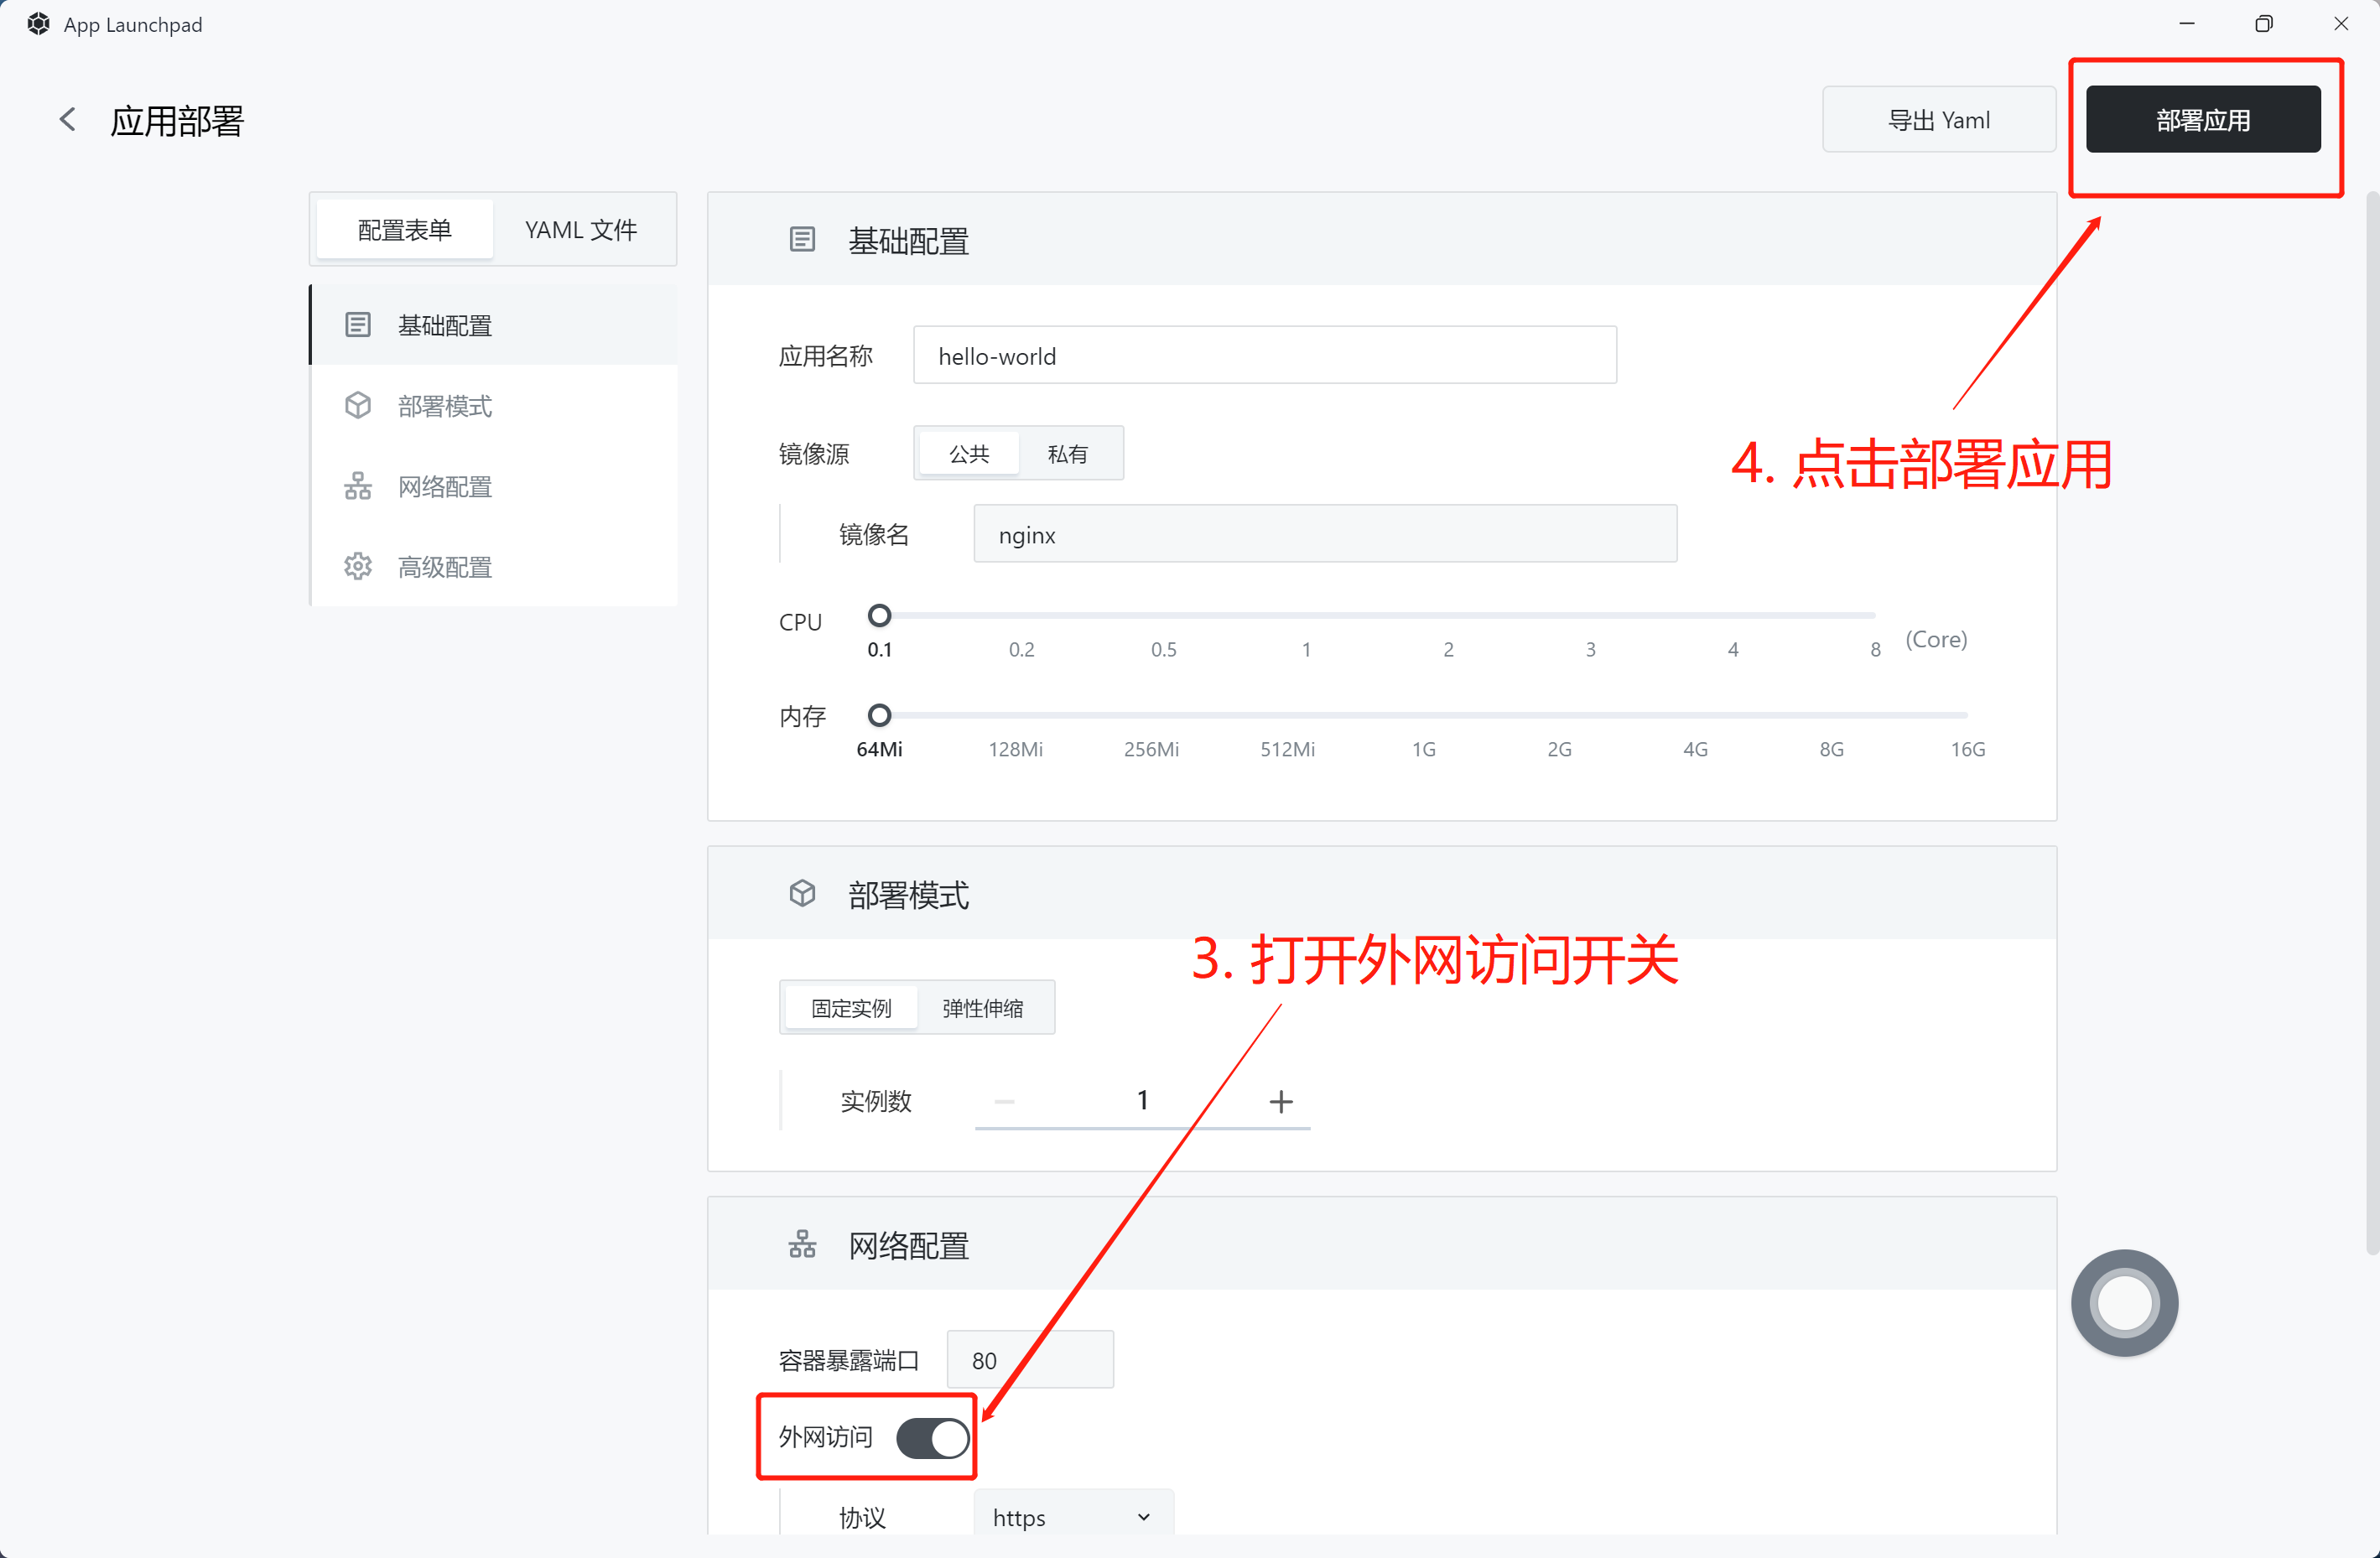 App Launchpad
应用部署
导出 Yaml
部署应用
配置表单
YAML 文件
基础配置
部署模式
网络配置
高级配置
基础配置
应用名称
hello-world
镜像源
公共
私有
4. 点击部署应用
镜像名
nginx
CPU
0.1 0.2 0.5 1 2 3 4 8 (Core)
内存
64Mi 128Mi 256Mi 512Mi 1G 2G 4G 8G 16G
部署模式
3. 打开外网访问开关
固定实例
弹性伸缩
实例数
1
网络配置
容器暴露端口
80
外网访问
协议
https